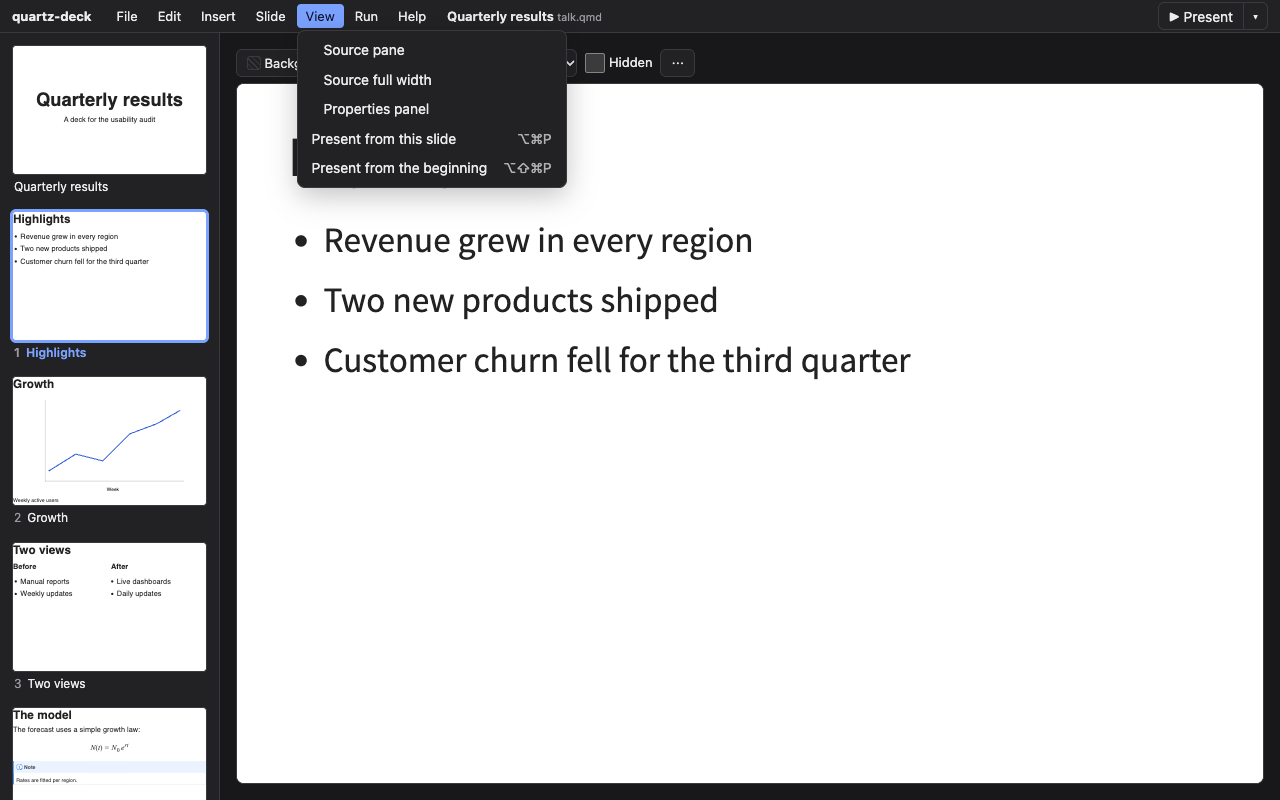 quartz-deck File Edit Insert Slide View Run Help Quarterly results talk.qmd Present
Source pane
Source full width
Properties panel
Present from this slide ⌥⌘P
Present from the beginning ⌥⇧⌘P
Hidden ···
Quarterly results
A deck for the usability audit
Quarterly results
Highlights
• Revenue grew in every region
• Two new products shipped
• Customer churn fell for the third quarter
1 Highlights
Growth
Week
Weekly active users
2 Growth
Two views
Before After
• Manual reports • Live dashboards
• Weekly updates • Daily updates
3 Two views
The model
The forecast uses a simple growth law:
N(t) = N₀ eʳᵗ
Note
Rates are fitted per region.
• Revenue grew in every region
• Two new products shipped
• Customer churn fell for the third quarter